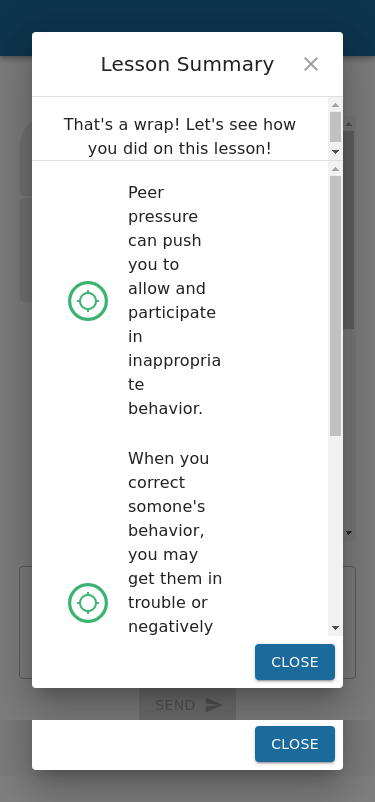 Lesson Summary
That's a wrap! Let's see how
you did on this lesson!
Peer
pressure
can push
you to
allow and
participate
in
inappropria
te
behavior.
When you
correct
somone's
behavior,
you may
get them in
trouble or
negatively
CLOSE
SEND
CLOSE